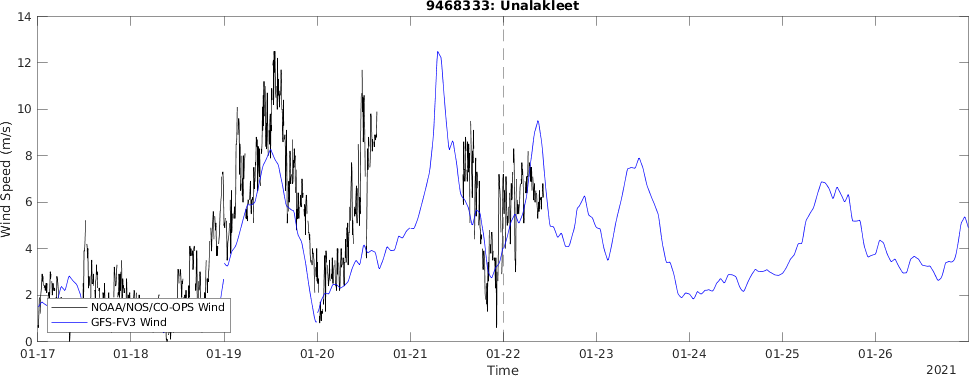 9468333: Unalakleet
Wind Speed (m/s)
14
12
10
8
6
4
2
0
NOAA/NOS/CO-OPS Wind
GFS-FV3 Wind
01-17 01-18 01-19 01-20 01-21 01-22 01-23 01-24 01-25 01-26
Time
2021